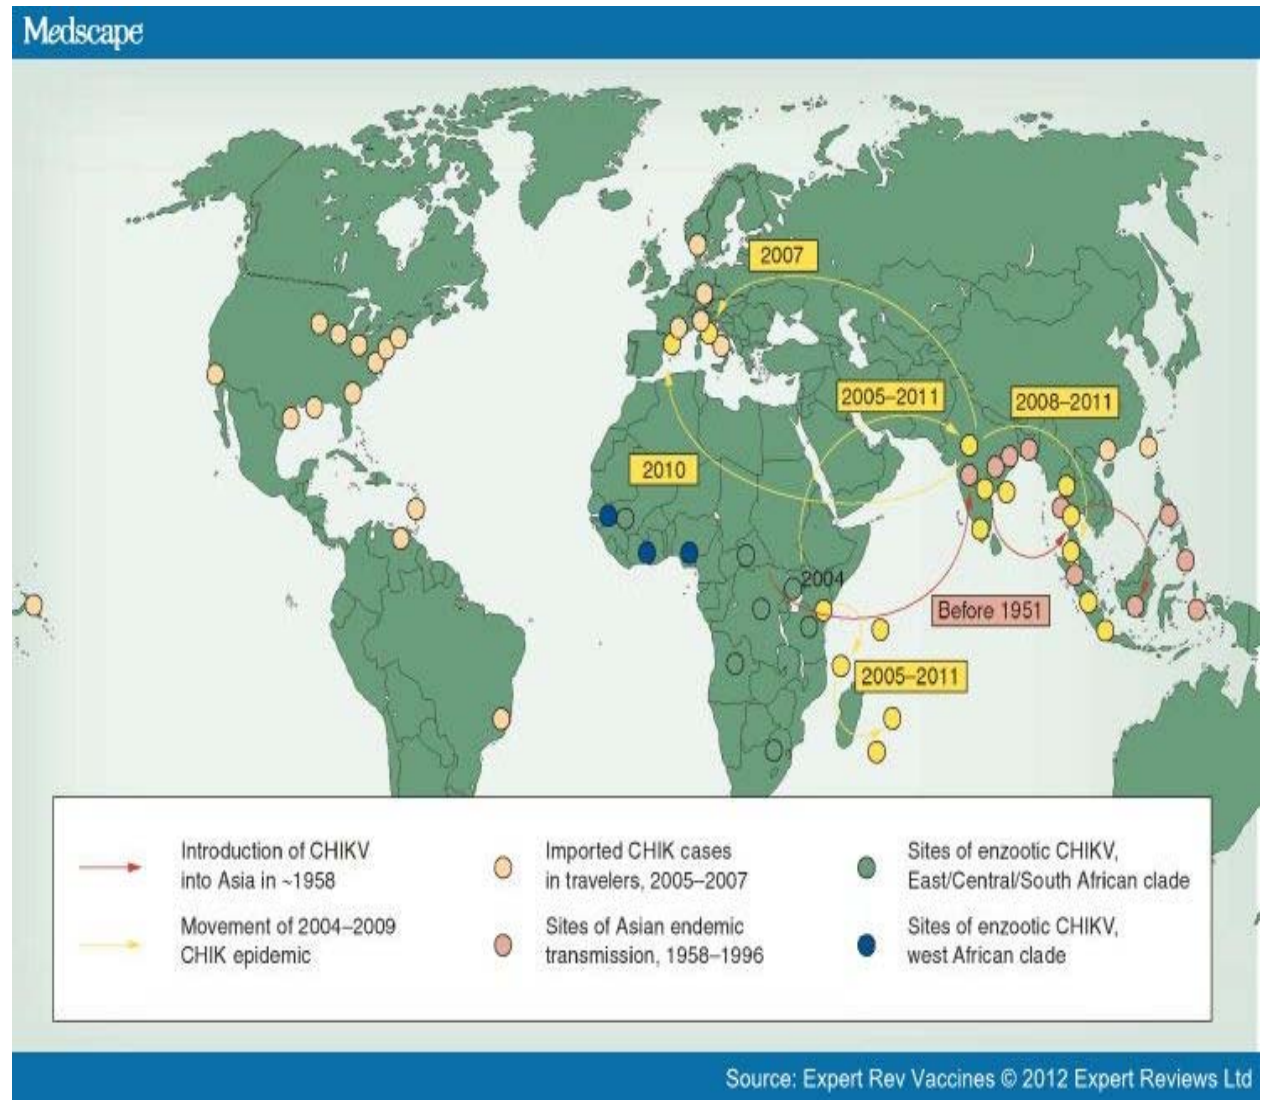 Medscape
2007
2005–2011
2008–2011
2010
2004
Before 1951
2005–2011
Introduction of CHIKV
into Asia in ~1958
Movement of 2004–2009
CHIK epidemic
Imported CHIK cases
in travelers, 2005–2007
Sites of Asian endemic
transmission, 1958–1996
Sites of enzootic CHIKV,
East/Central/South African clade
Sites of enzootic CHIKV,
west African clade
Source: Expert Rev Vaccines © 2012 Expert Reviews Ltd